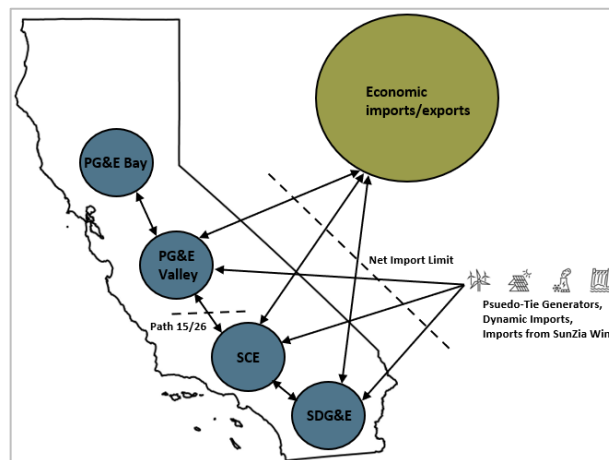 Economic
imports/exports
PG&E Bay
PG&E
Valley
Net Import Limit
Psuedo-Tie Generators,
Dynamic Imports,
Imports from SunZia Win
Path 15/26
SCE
SDG&E